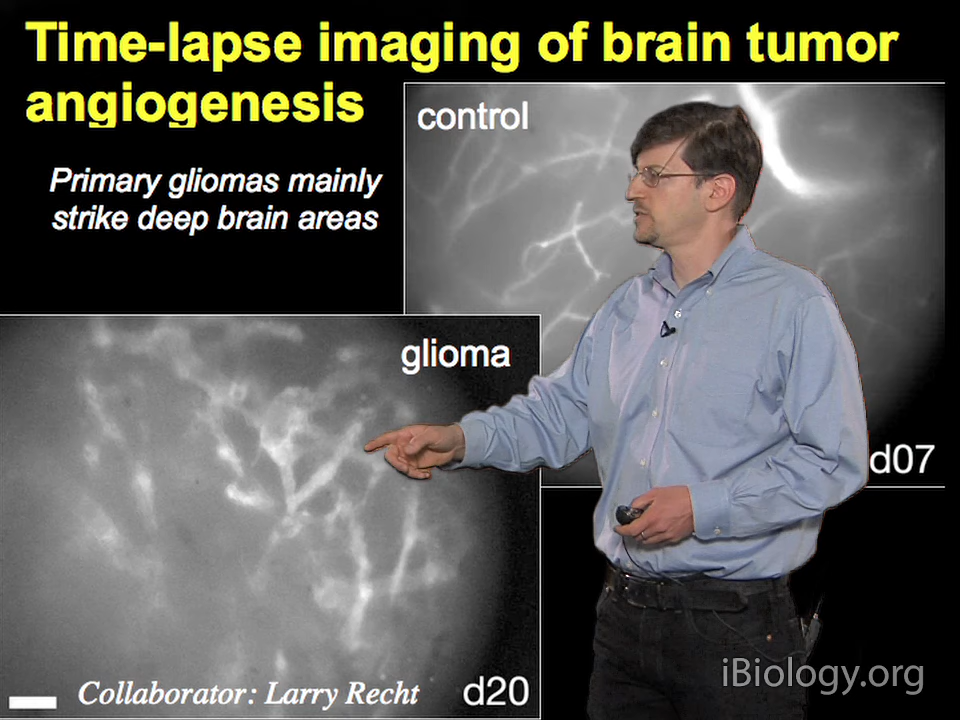 Time-lapse imaging of brain tumor
angiogenesis
control
Primary gliomas mainly
strike deep brain areas
glioma
d07
Collaborator: Larry Recht
d20
iBiology.org